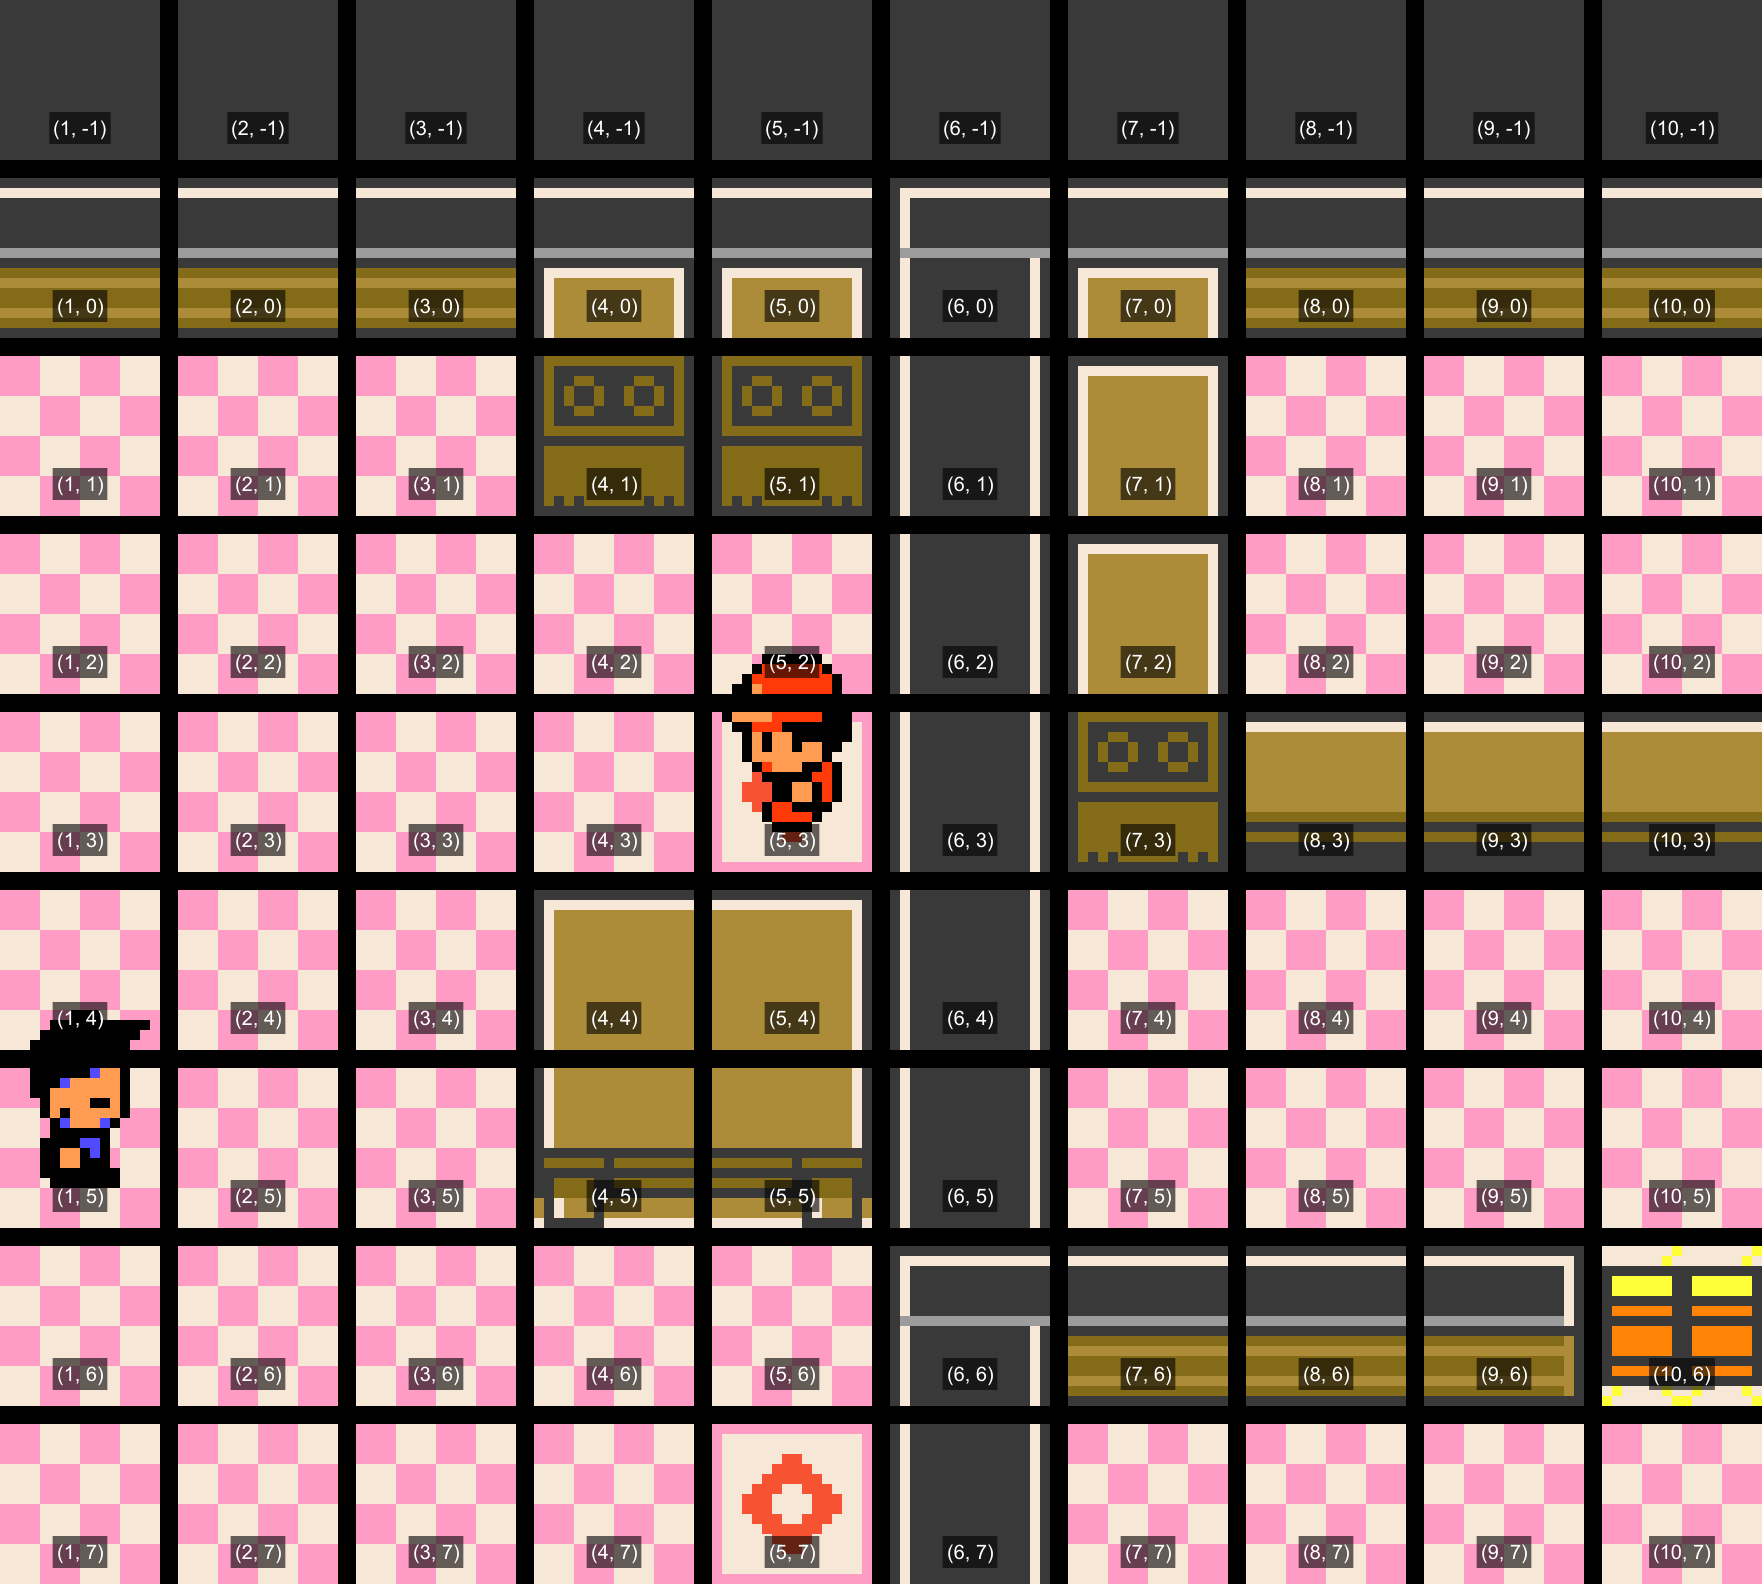 (1, -1) (2, -1) (3, -1) (4, -1) (5, -1) (6, -1) (7, -1) (8, -1) (9, -1) (10, -1)
(1, 0) (2, 0) (3, 0) (4, 0) (5, 0) (6, 0) (7, 0) (8, 0) (9, 0) (10, 0)
(1, 1) (2, 1) (3, 1) (4, 1) (5, 1) (6, 1) (7, 1) (8, 1) (9, 1) (10, 1)
(1, 2) (2, 2) (3, 2) (4, 2) (5, 2) (6, 2) (7, 2) (8, 2) (9, 2) (10, 2)
(1, 3) (2, 3) (3, 3) (4, 3) (5, 3) (6, 3) (7, 3) (8, 3) (9, 3) (10, 3)
(1, 4) (2, 4) (3, 4) (4, 4) (5, 4) (6, 4) (7, 4) (8, 4) (9, 4) (10, 4)
(1, 5) (2, 5) (3, 5) (4, 5) (5, 5) (6, 5) (7, 5) (8, 5) (9, 5) (10, 5)
(1, 6) (2, 6) (3, 6) (4, 6) (5, 6) (6, 6) (7, 6) (8, 6) (9, 6) (10, 6)
(1, 7) (2, 7) (3, 7) (4, 7) (5, 7) (6, 7) (7, 7) (8, 7) (9, 7) (10, 7)